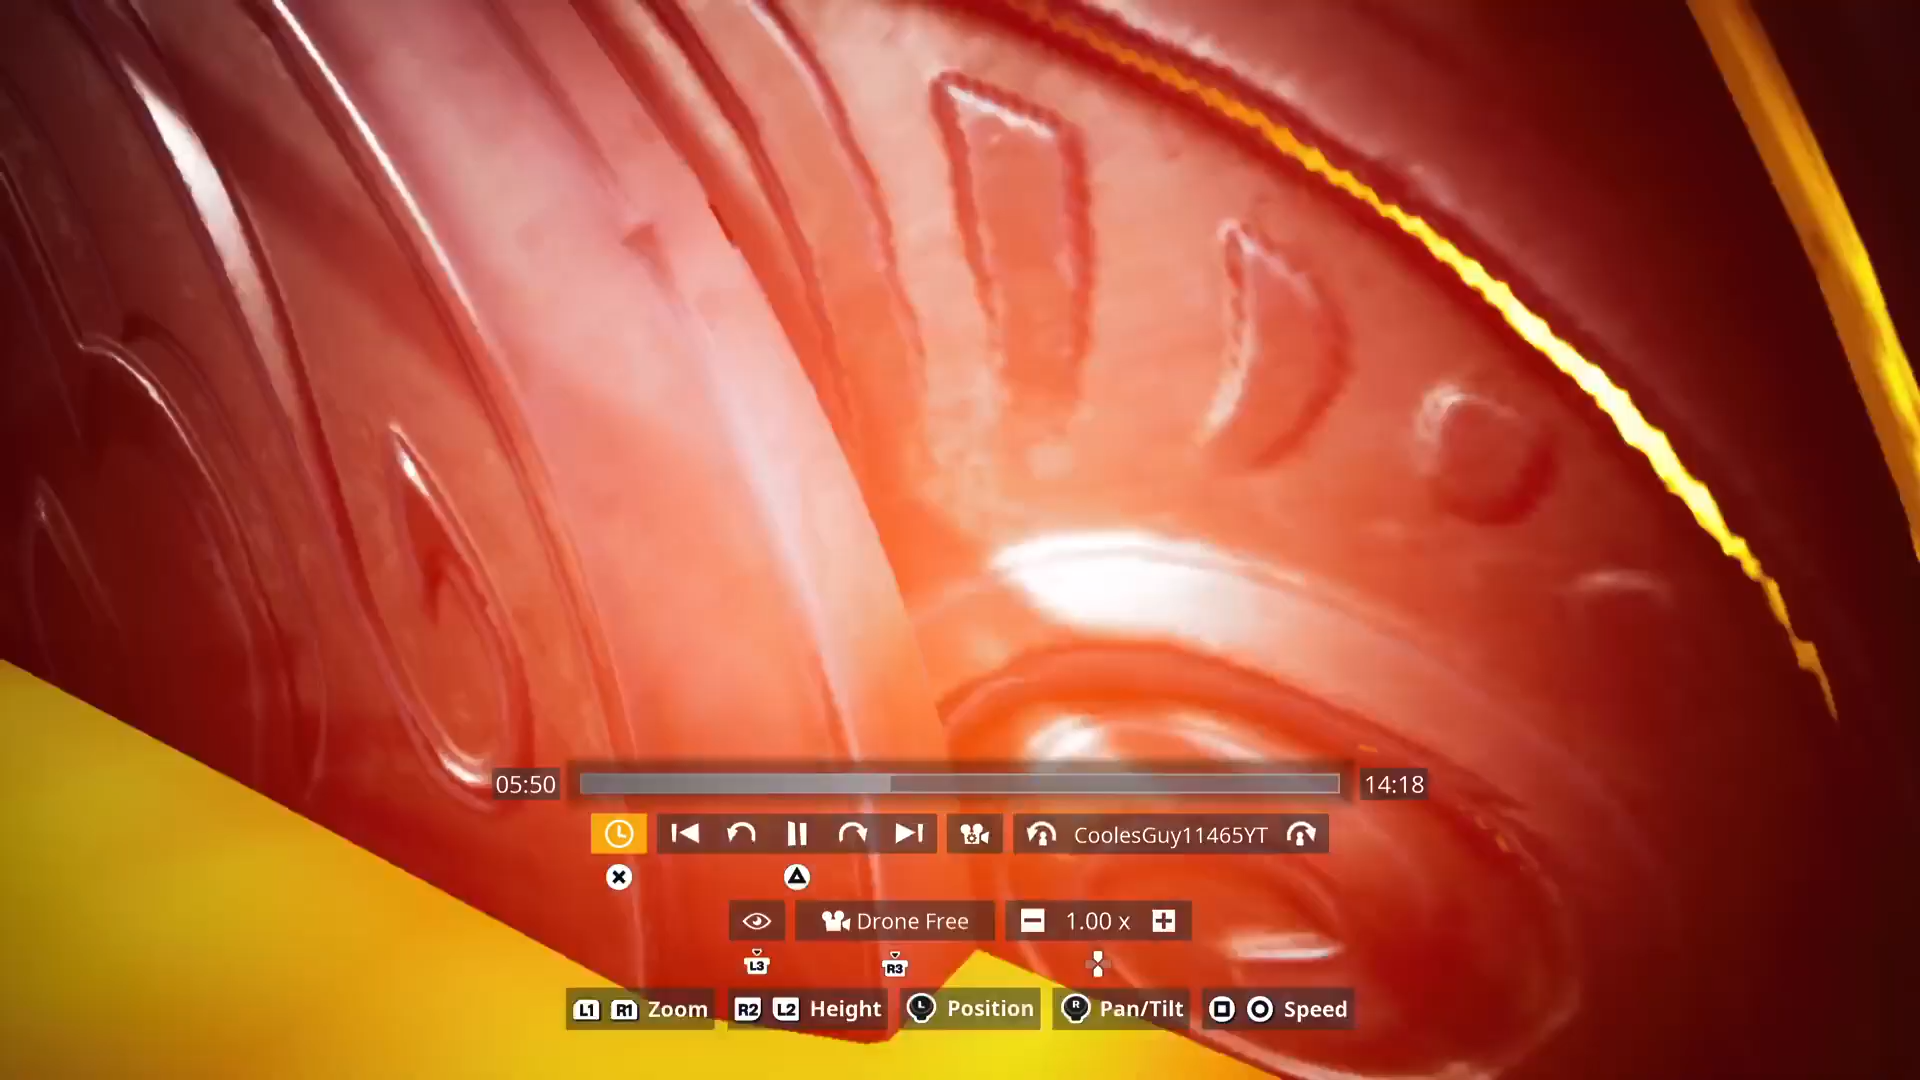 05:50 14:18
CoolesGuy11465YT
Drone Free 1.00 x
L3 R3
L1 R1 Zoom R2 L2 Height L Position R Pan/Tilt Speed